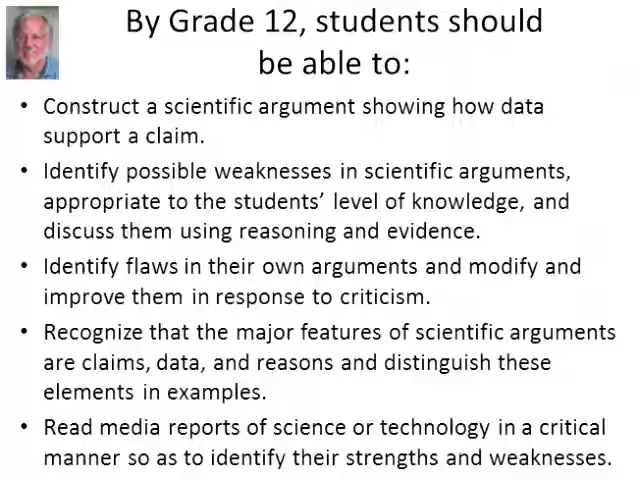 By Grade 12, students should
be able to:
• Construct a scientific argument showing how data
support a claim.
• Identify possible weaknesses in scientific arguments,
appropriate to the students’ level of knowledge, and
discuss them using reasoning and evidence.
• Identify flaws in their own arguments and modify and
improve them in response to criticism.
• Recognize that the major features of scientific arguments
are claims, data, and reasons and distinguish these
elements in examples.
• Read media reports of science or technology in a critical
manner so as to identify their strengths and weaknesses.